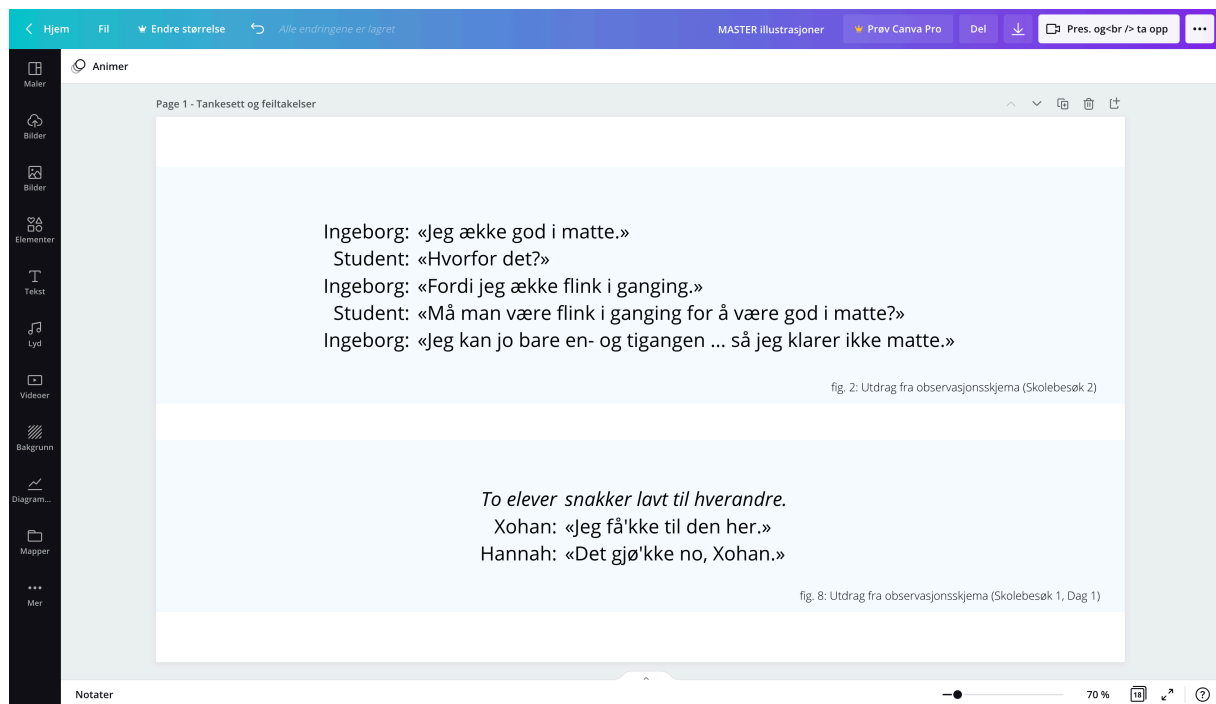 Hjem Fil Endre størrelse Alle endringene er lagret MASTER illustrasjoner Prøv Canva Pro Del Pres. og<br /> ta opp
Animer
Maler
Bilder
Bilder
Elementer
Tekst
Lyd
Videoer
Bakgrunn
Diagram...
Mapper
Mer
Page 1 - Tankesett og feiltakelser
Ingeborg: «Jeg ække god i matte.»
Student: «Hvorfor det?»
Ingeborg: «Fordi jeg ække flink i ganging.»
Student: «Må man være flink i ganging for å være god i matte?»
Ingeborg: «Jeg kan jo bare en- og tigangen ... så jeg klarer ikke matte.»
fig. 2: Utdrag fra observasjonsskjema (Skolebesøk 2)
To elever snakker lavt til hverandre.
Xohan: «Jeg få'kke til den her.»
Hannah: «Det gjø'kke no, Xohan.»
fig. 8: Utdrag fra observasjonsskjema (Skolebesøk 1, Dag 1)
Notater 70 % 18 ?